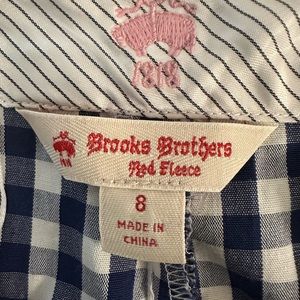 1818
Brooks Brothers
Red Fleece
8
MADE IN
CHINA